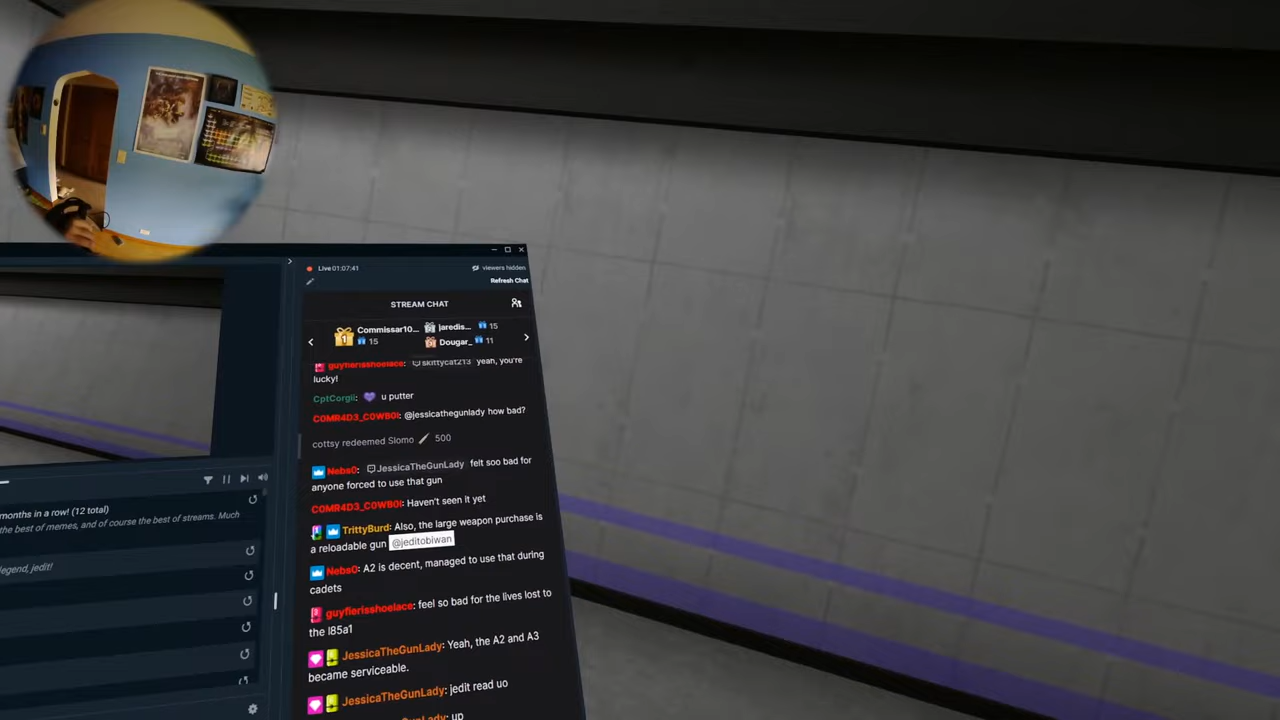 Live 01:07:41
viewers hidden
Refresh Chat
STREAM CHAT
Commissar10... 15
jaredis... 15
Dougar_ 11
guyfierisshoelace: skittycat213 yeah, you're
lucky!
CptCorgii: 💜 u putter
C0MR4D3_C0WB0I: @jessicathegunlady how bad?
cottsy redeemed Slomo 500
Nebs0: JessicaTheGunLady felt soo bad for
anyone forced to use that gun
C0MR4D3_C0WB0I: Haven't seen it yet
TrittyBurd: Also, the large weapon purchase is
a reloadable gun @jeditobiwan
Nebs0: A2 is decent, managed to use that during
cadets
guyfierisshoelace: feel so bad for the lives lost to
the l85a1
JessicaTheGunLady: Yeah, the A2 and A3
became serviceable.
JessicaTheGunLady: jedit read uo
up
months in a row! (12 total)
the best of memes, and of course the best of streams. Much
legend, jedit!